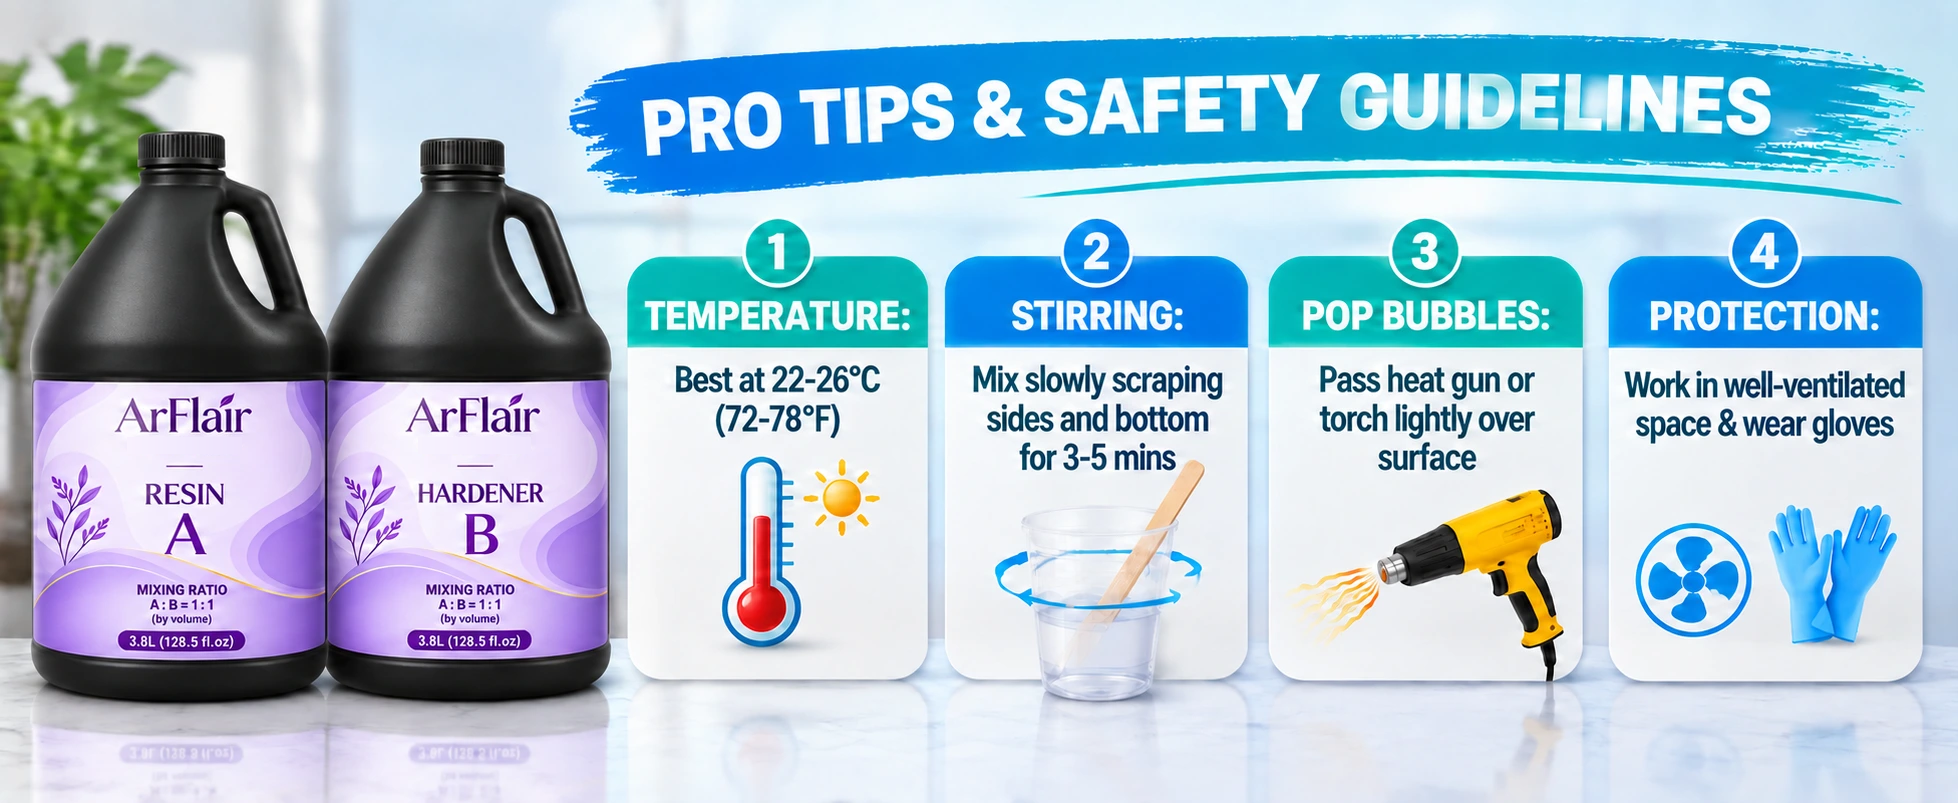 PRO TIPS & SAFETY GUIDELINES
ArFlair
RESIN
A
MIXING RATIO
A : B = 1 : 1
(by volume)
3.8L (128.5 fl.oz)
ArFlair
HARDENER
B
MIXING RATIO
A : B = 1 : 1
(by volume)
3.8L (128.5 fl.oz)
1
TEMPERATURE:
Best at 22-26°C
(72-78°F)
2
STIRRING:
Mix slowly scraping
sides and bottom
for 3-5 mins
3
POP BUBBLES:
Pass heat gun or
torch lightly over
surface
4
PROTECTION:
Work in well-ventilated
space & wear gloves